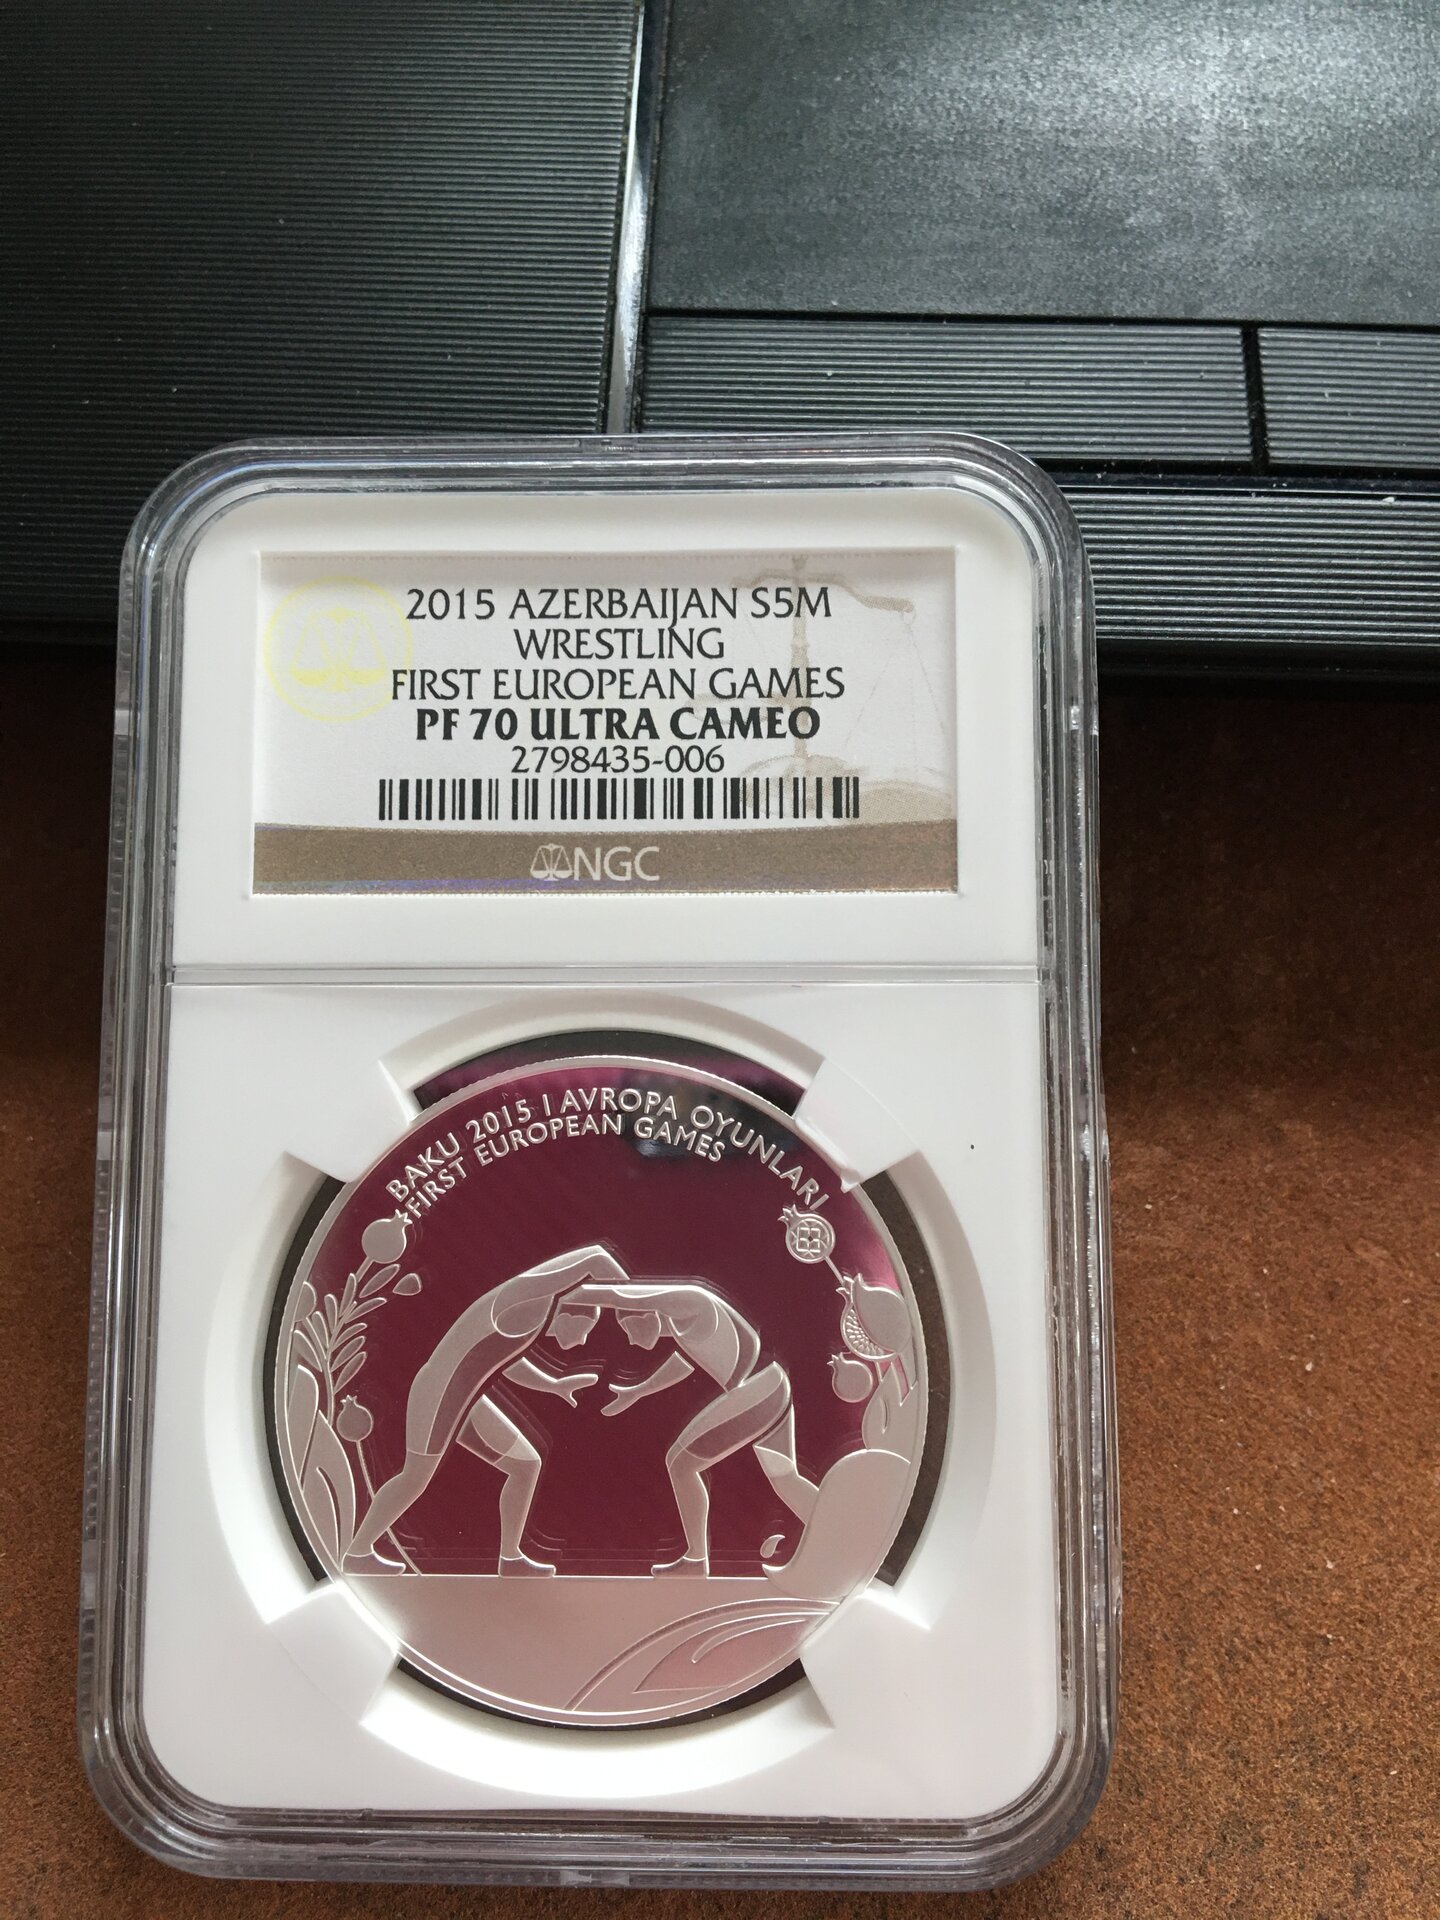 2015 AZERBAIJAN S5M
WRESTLING
FIRST EUROPEAN GAMES
PF 70 ULTRA CAMEO
2798435-006
NGC
BAKU 2015 I AVROPA OYUNLARI
FIRST EUROPEAN GAMES